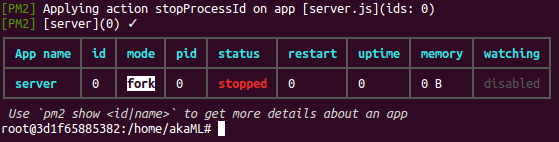 [PM2] Applying action stopProcessId on app [server.js](ids: 0)
[PM2] [server](0) ✓
App name id mode pid status restart uptime memory watching
server 0 fork 0 stopped 0 0 0 B disabled
Use `pm2 show <id|name>` to get more details about an app
root@3d1f65885382:/home/akaML#